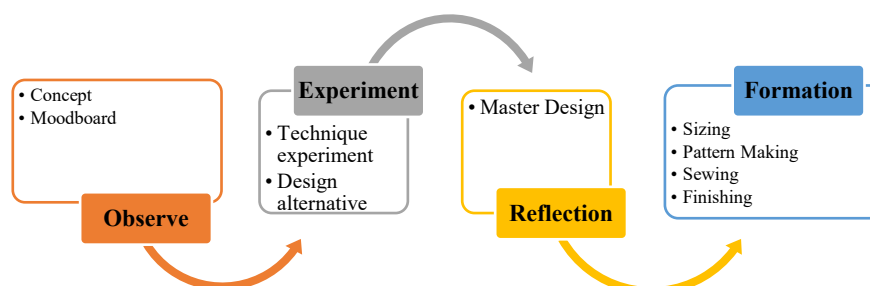 • Concept
• Moodboard
Observe
Experiment
• Technique
experiment
• Design
alternative
• Master Design
Reflection
Formation
• Sizing
• Pattern Making
• Sewing
• Finishing